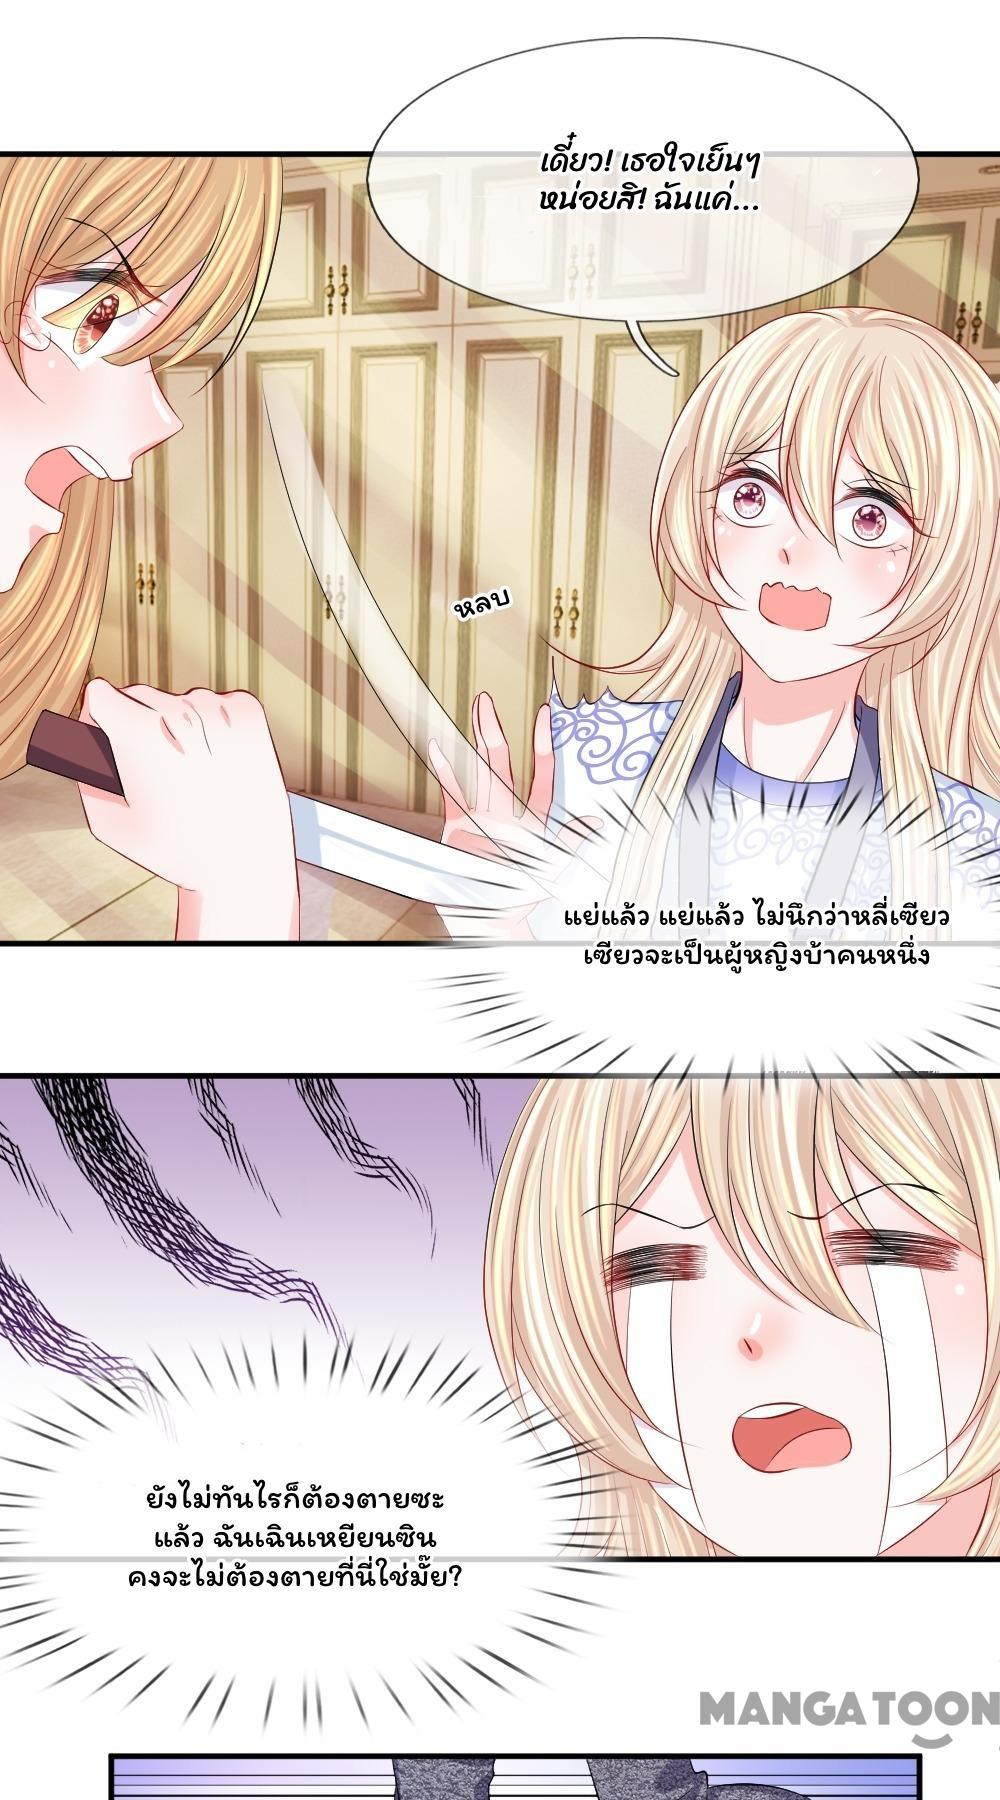 เดี๋ยว! เธอใจเย็นๆ
หน่อยสิ! ฉันแค่...
หลบ
แย่แล้ว แย่แล้ว ไม่นึกว่าหลี่เซียว
เซียวจะเป็นผู้หญิงบ้าคนหนึ่ง
ยังไม่ทันไรก็ต้องตายซะ
แล้ว ฉันเฉินเหยียนซิน
คงจะไม่ต้องตายที่นี่ใช่มั๊ย?
MANGATOON